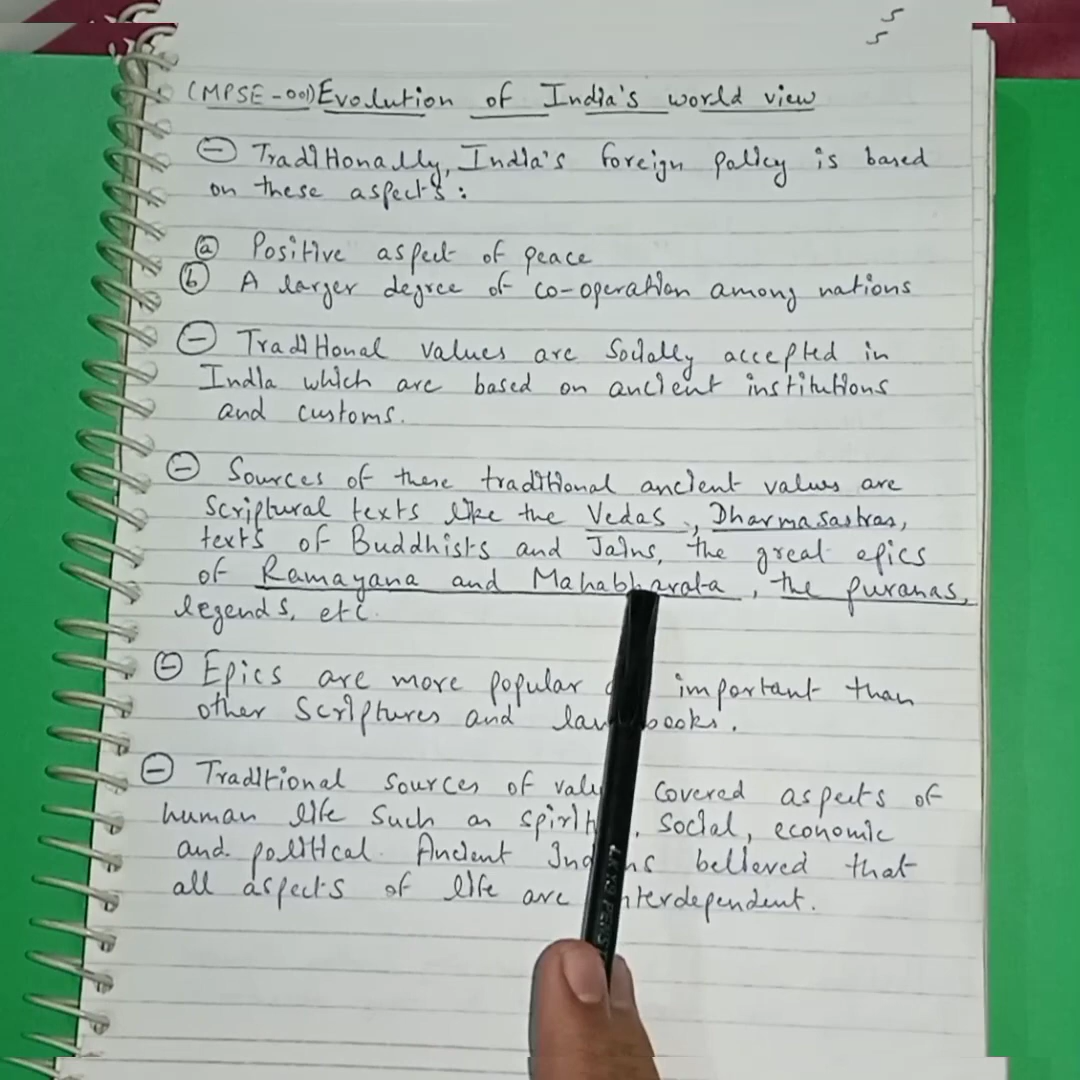 (MPSE-001) Evolution of India's world view
- Traditionally, India's foreign policy is based
on these aspects:
a Positive aspect of peace
b A larger degree of co-operation among nations
- Traditional values are Socially accepted in
India which are based on ancient institutions
and customs.
- Sources of these traditional ancient values are
Scriptural texts like the Vedas, Dharmasastras,
texts of Buddhists and Jains, the great epics
of Ramayana and Mahabharata, the puranas,
legends, etc.
- Epics are more popular important than
other Scriptures and law books.
- Traditional sources of covered aspects of
human life Such as social, economic
and political. Ancient believed that
all aspects of life are interdependent.